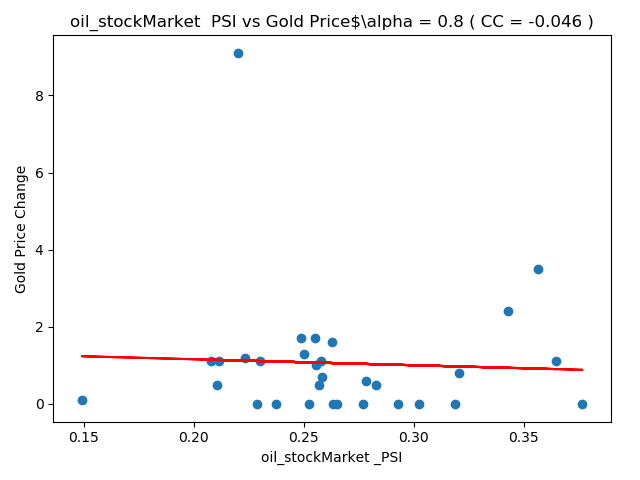 oil_stockMarket  PSI vs Gold Price$\alpha = 0.8 ( CC = -0.046 )
8
6
4
2
0
Gold Price Change
0.15 0.20 0.25 0.30 0.35
oil_stockMarket _PSI